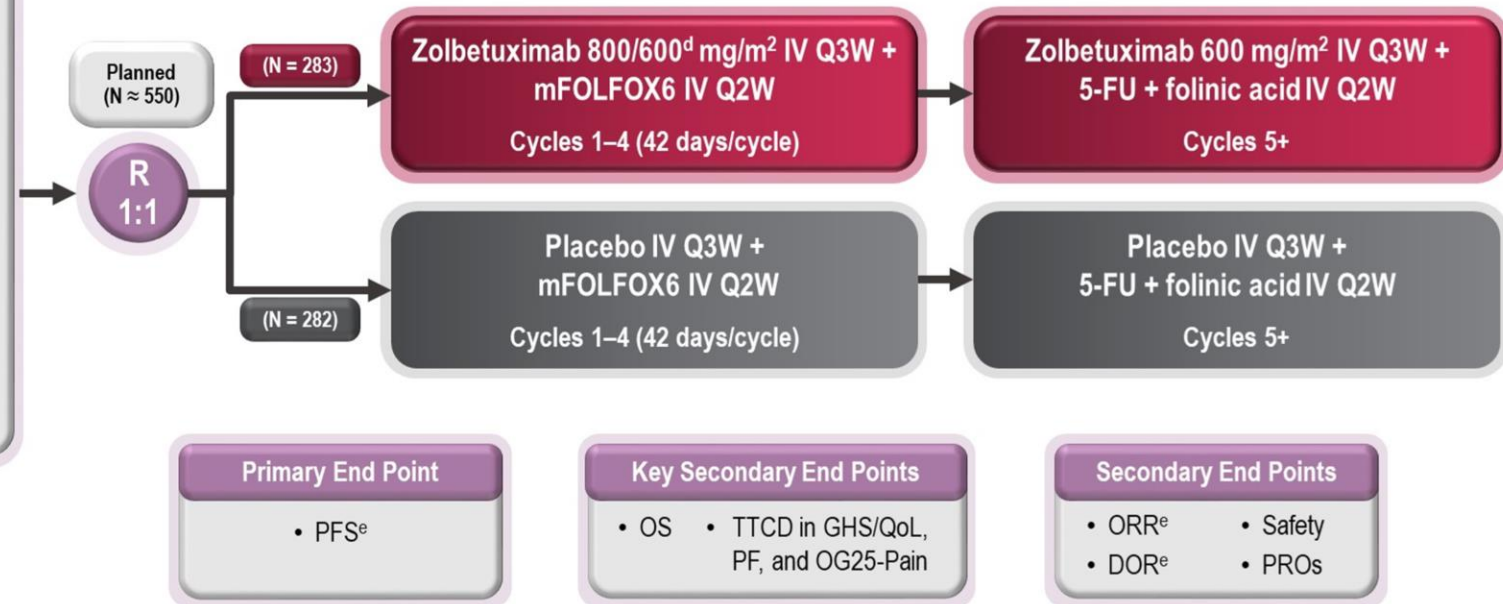 Planned
(N ≈ 550)
R
1:1
(N = 283)
Zolbetuximab 800/600ᵈ mg/m² IV Q3W +
mFOLFOX6 IV Q2W
Cycles 1–4 (42 days/cycle)
Zolbetuximab 600 mg/m² IV Q3W +
5-FU + folinic acid IV Q2W
Cycles 5+
(N = 282)
Placebo IV Q3W +
mFOLFOX6 IV Q2W
Cycles 1–4 (42 days/cycle)
Placebo IV Q3W +
5-FU + folinic acid IV Q2W
Cycles 5+
Primary End Point
• PFSᵉ
Key Secondary End Points
• OS
• TTCD in GHS/QoL,
PF, and OG25-Pain
Secondary End Points
• ORRᵉ
• DORᵉ
• Safety
• PROs